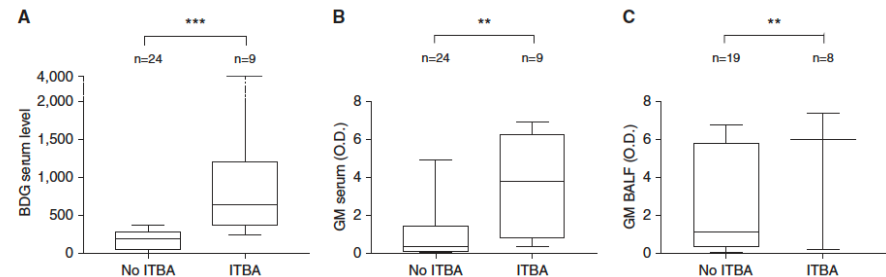 A
***
n=24 n=9
BDG serum level
4,000
2,000
1,500
1,000
500
0
No ITBA ITBA
B
**
n=24 n=9
GM serum (O.D.)
8
6
4
2
0
No ITBA ITBA
C
**
n=19 n=8
GM BALF (O.D.)
8
6
4
2
0
No ITBA ITBA